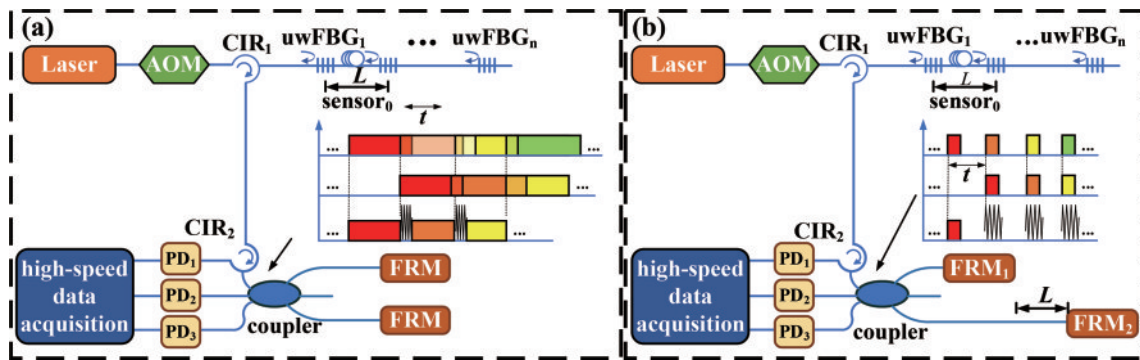 (a)
CIR₁
uwFBG₁
... uwFBGₙ
Laser
AOM
L
sensor₀
t
... ...
... ...
... ...
CIR₂
high-speed
data
acquisition
PD₁
PD₂
PD₃
coupler
FRM
FRM
(b)
CIR₁
uwFBG₁
...uwFBGₙ
Laser
AOM
L
sensor₀
... ...
t
... ...
... ...
CIR₂
high-speed
data
acquisition
PD₁
PD₂
PD₃
coupler
FRM₁
L
FRM₂